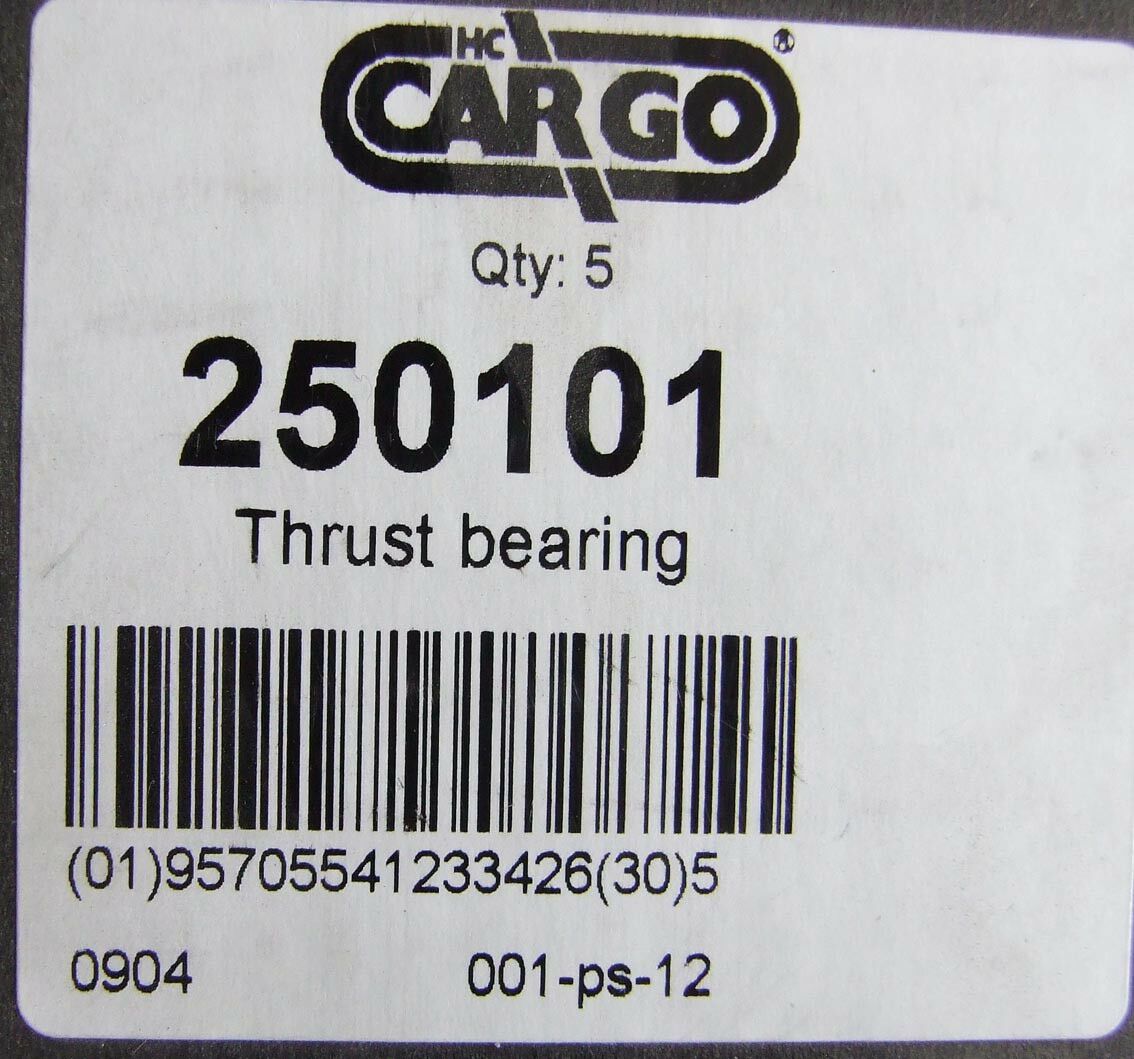 HC
CARGO®
Qty: 5
250101
Thrust bearing
(01)95705541233426(30)5
0904 001-ps-12